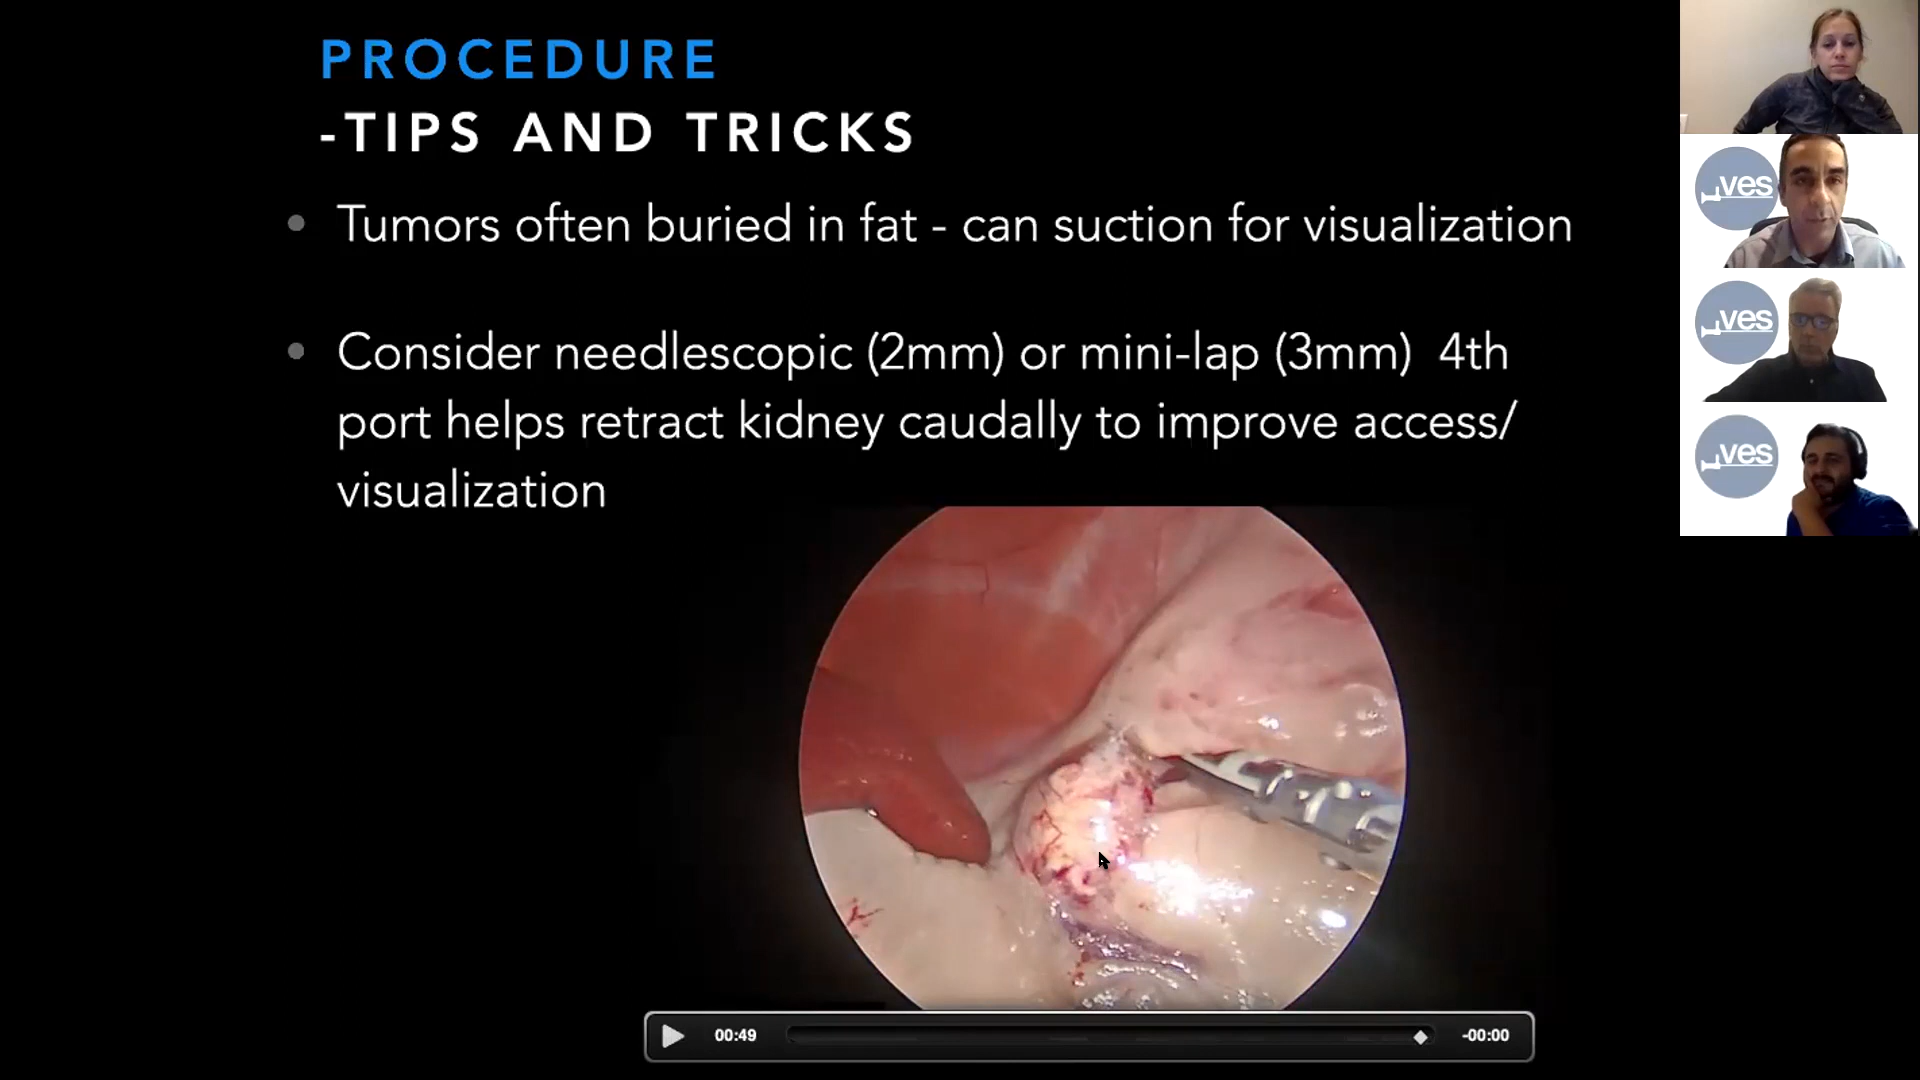 PROCEDURE
-TIPS AND TRICKS
• Tumors often buried in fat - can suction for visualization
• Consider needlescopic (2mm) or mini-lap (3mm) 4th
port helps retract kidney caudally to improve access/
visualization
00:49
-00:00
ves
ves
ves